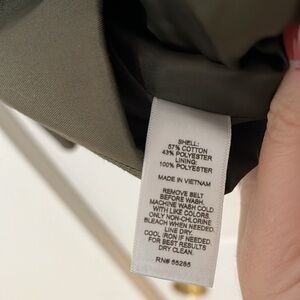 SHELL:
57% COTTON
43% POLYESTER
LINING:
100% POLYESTER
MADE IN VIETNAM
REMOVE BELT
BEFORE WASH.
MACHINE WASH COLD
WITH LIKE COLORS.
ONLY NON-CHLORINE
BLEACH WHEN NEEDED.
LINE DRY.
COOL IRON IF NEEDED.
FOR BEST RESULTS
DRY CLEAN.
RN# 65285